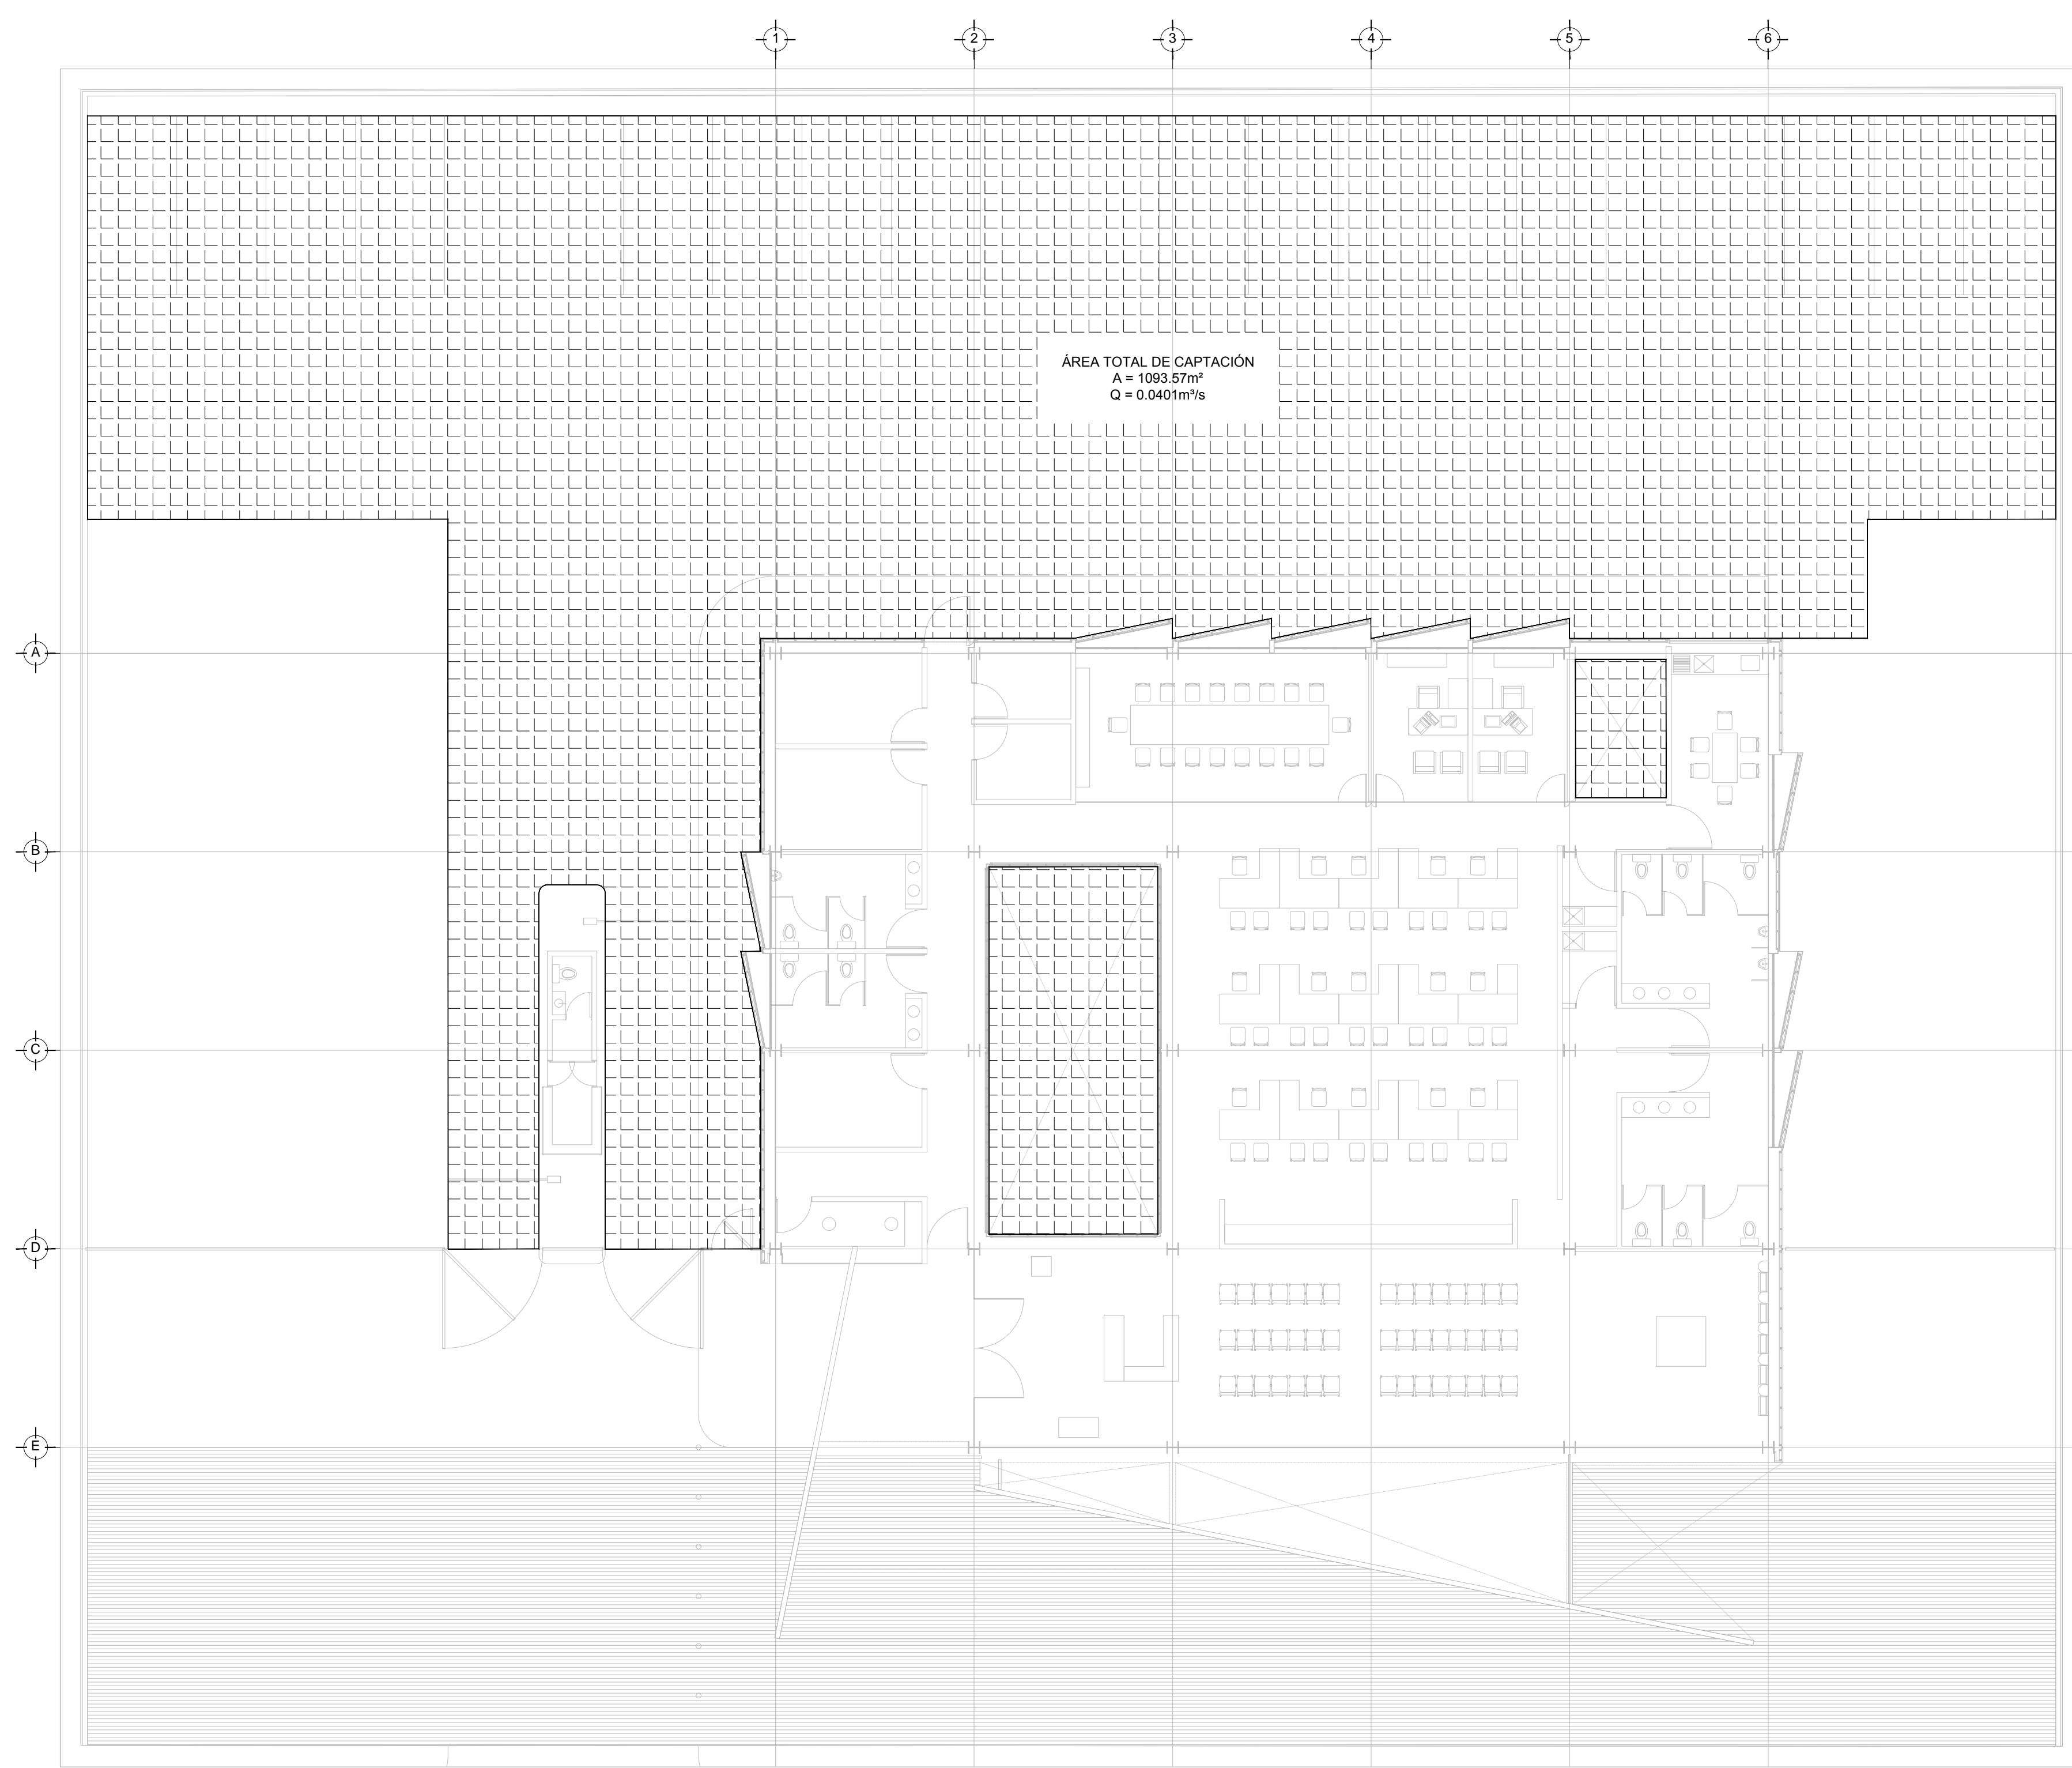 1 2 3 4 5 6
ÁREA TOTAL DE CAPTACIÓN
A = 1093.57m²
Q = 0.0401m³/s
A
B
C
D
E